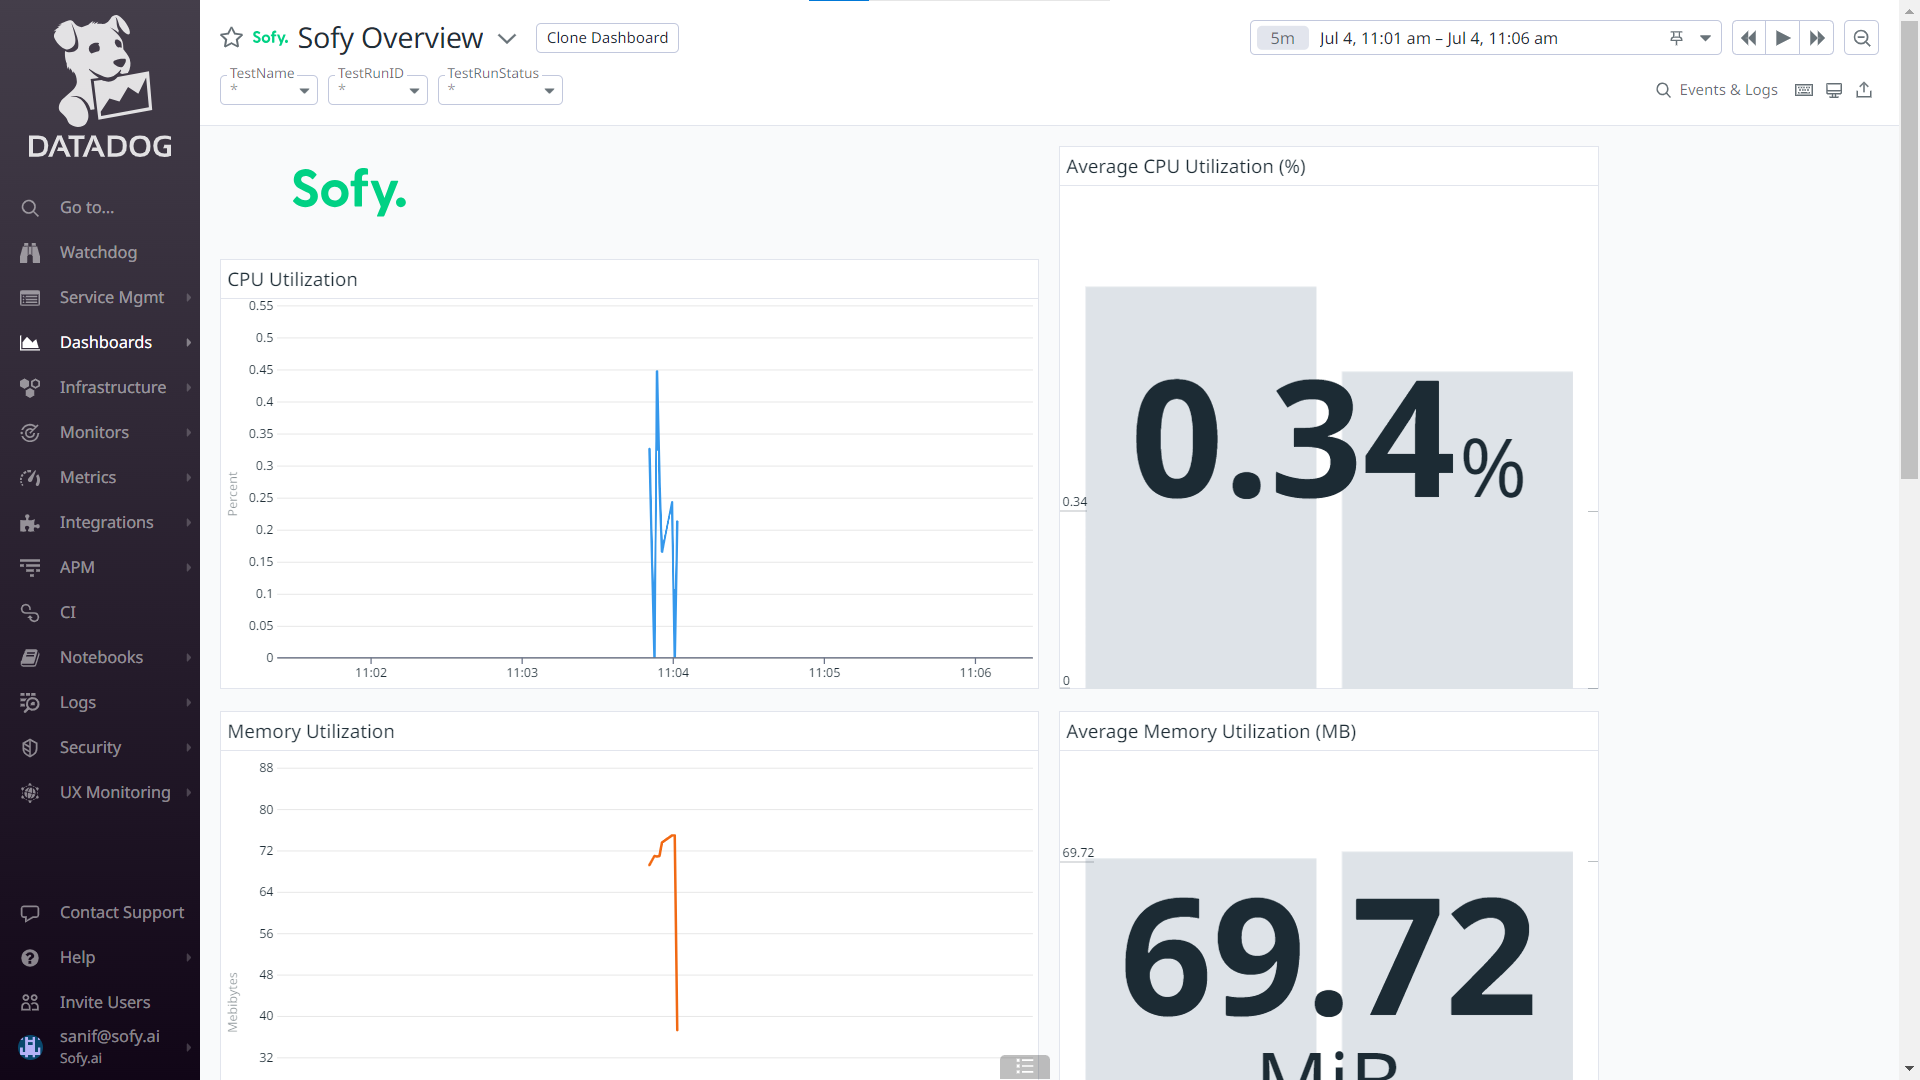 DATADOG
Go to...
Watchdog
Service Mgmt
Dashboards
Infrastructure
Monitors
Metrics
Integrations
APM
CI
Notebooks
Logs
Security
UX Monitoring
Contact Support
Help
Invite Users
sanif@sofy.ai
Sofy.ai
Sofy. Sofy Overview
Clone Dashboard
5m Jul 4, 11:01 am – Jul 4, 11:06 am
TestName
*
TestRunID
*
TestRunStatus
*
Events & Logs
Sofy.
CPU Utilization
Percent
0.55
0.5
0.45
0.4
0.35
0.3
0.25
0.2
0.15
0.1
0.05
0
11:02 11:03 11:04 11:05 11:06
Average CPU Utilization (%)
0.34%
0.34
0
Memory Utilization
Mebibytes
88
80
72
64
56
48
40
32
Average Memory Utilization (MB)
69.72
69.72
MiB